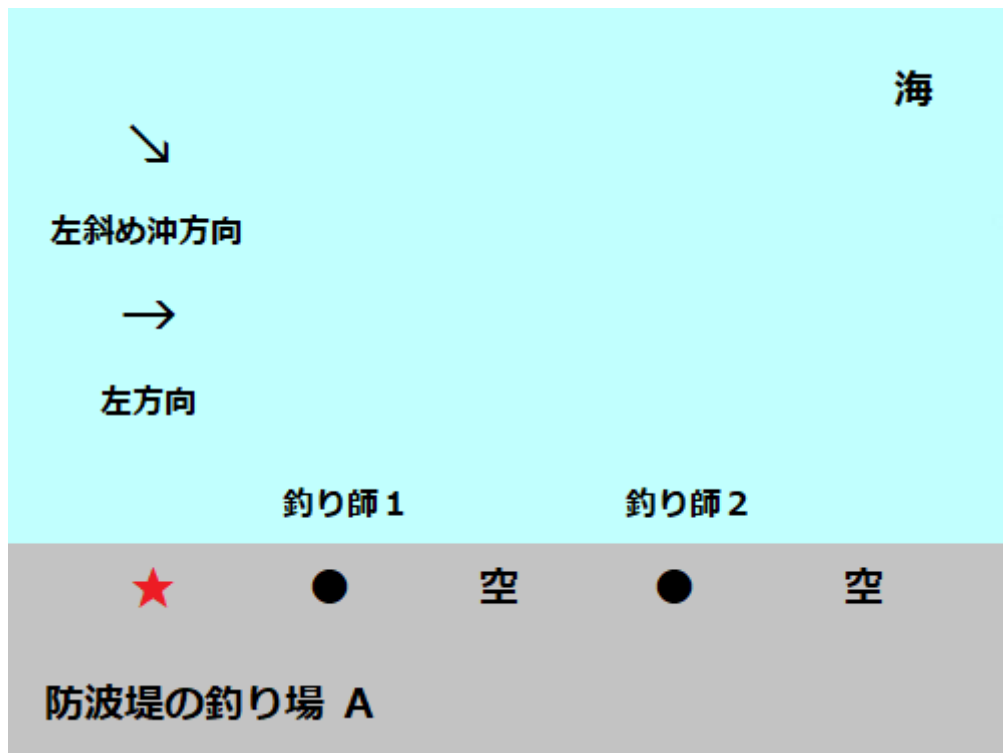 海
↘
左斜め沖方向
→
左方向
釣り師１ 釣り師２
★ ● 空 ● 空
防波堤の釣り場 A